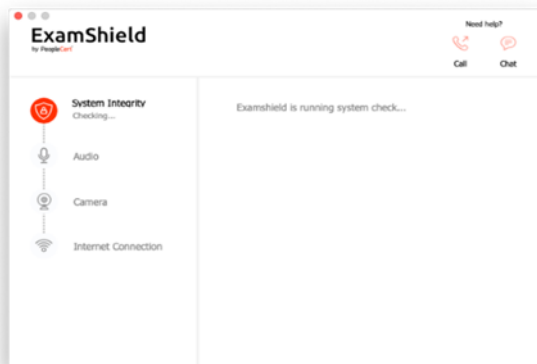 ExamShield
by PeopleCert
Need help?
Call
Chat
System Integrity
Checking...
Audio
Camera
Internet Connection
Examshield is running system check...